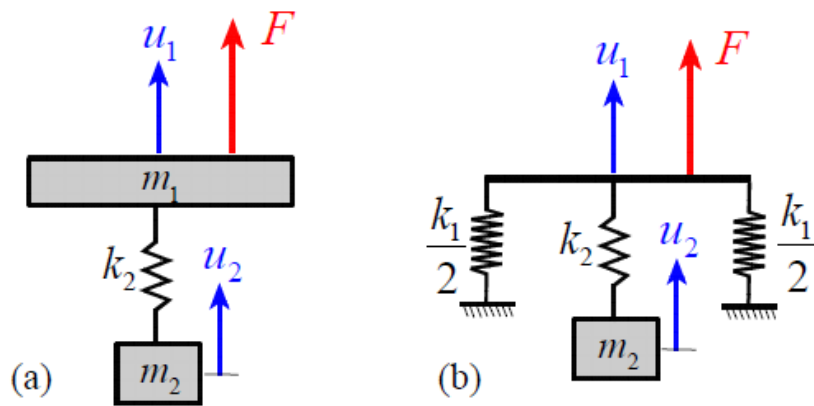 u₁ F
m₁
k₂
u₂
m₂
(a)
u₁ F
k₁/2 k₂ u₂ k₁/2
m₂
(b)